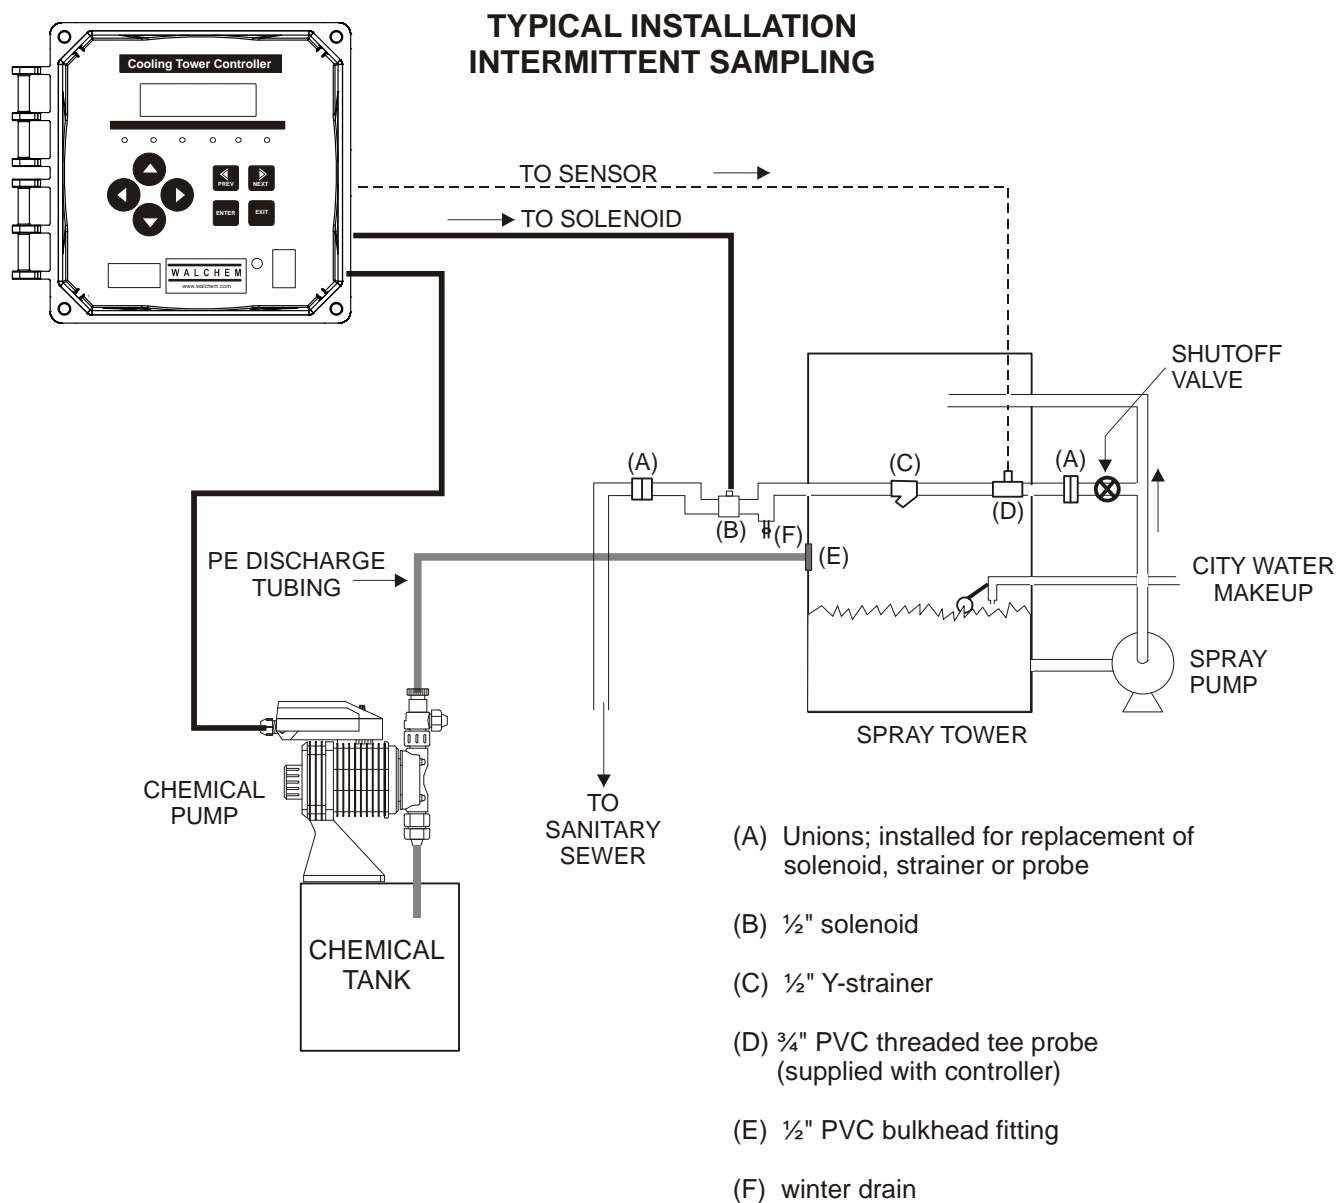 TYPICAL INSTALLATION
INTERMITTENT SAMPLING
Cooling Tower Controller
PREV
NEXT
ENTER
EXIT
WALCHEM
www.walchem.com
TO SENSOR
TO SOLENOID
SHUTOFF
VALVE
(A)
(B)
(F)
(C)
(D)
(A)
(E)
PE DISCHARGE
TUBING
CITY WATER
MAKEUP
SPRAY
PUMP
SPRAY TOWER
CHEMICAL
PUMP
TO
SANITARY
SEWER
CHEMICAL
TANK
(A) Unions; installed for replacement of
solenoid, strainer or probe
(B) ½" solenoid
(C) ½" Y-strainer
(D) ¾" PVC threaded tee probe
(supplied with controller)
(E) ½" PVC bulkhead fitting
(F) winter drain